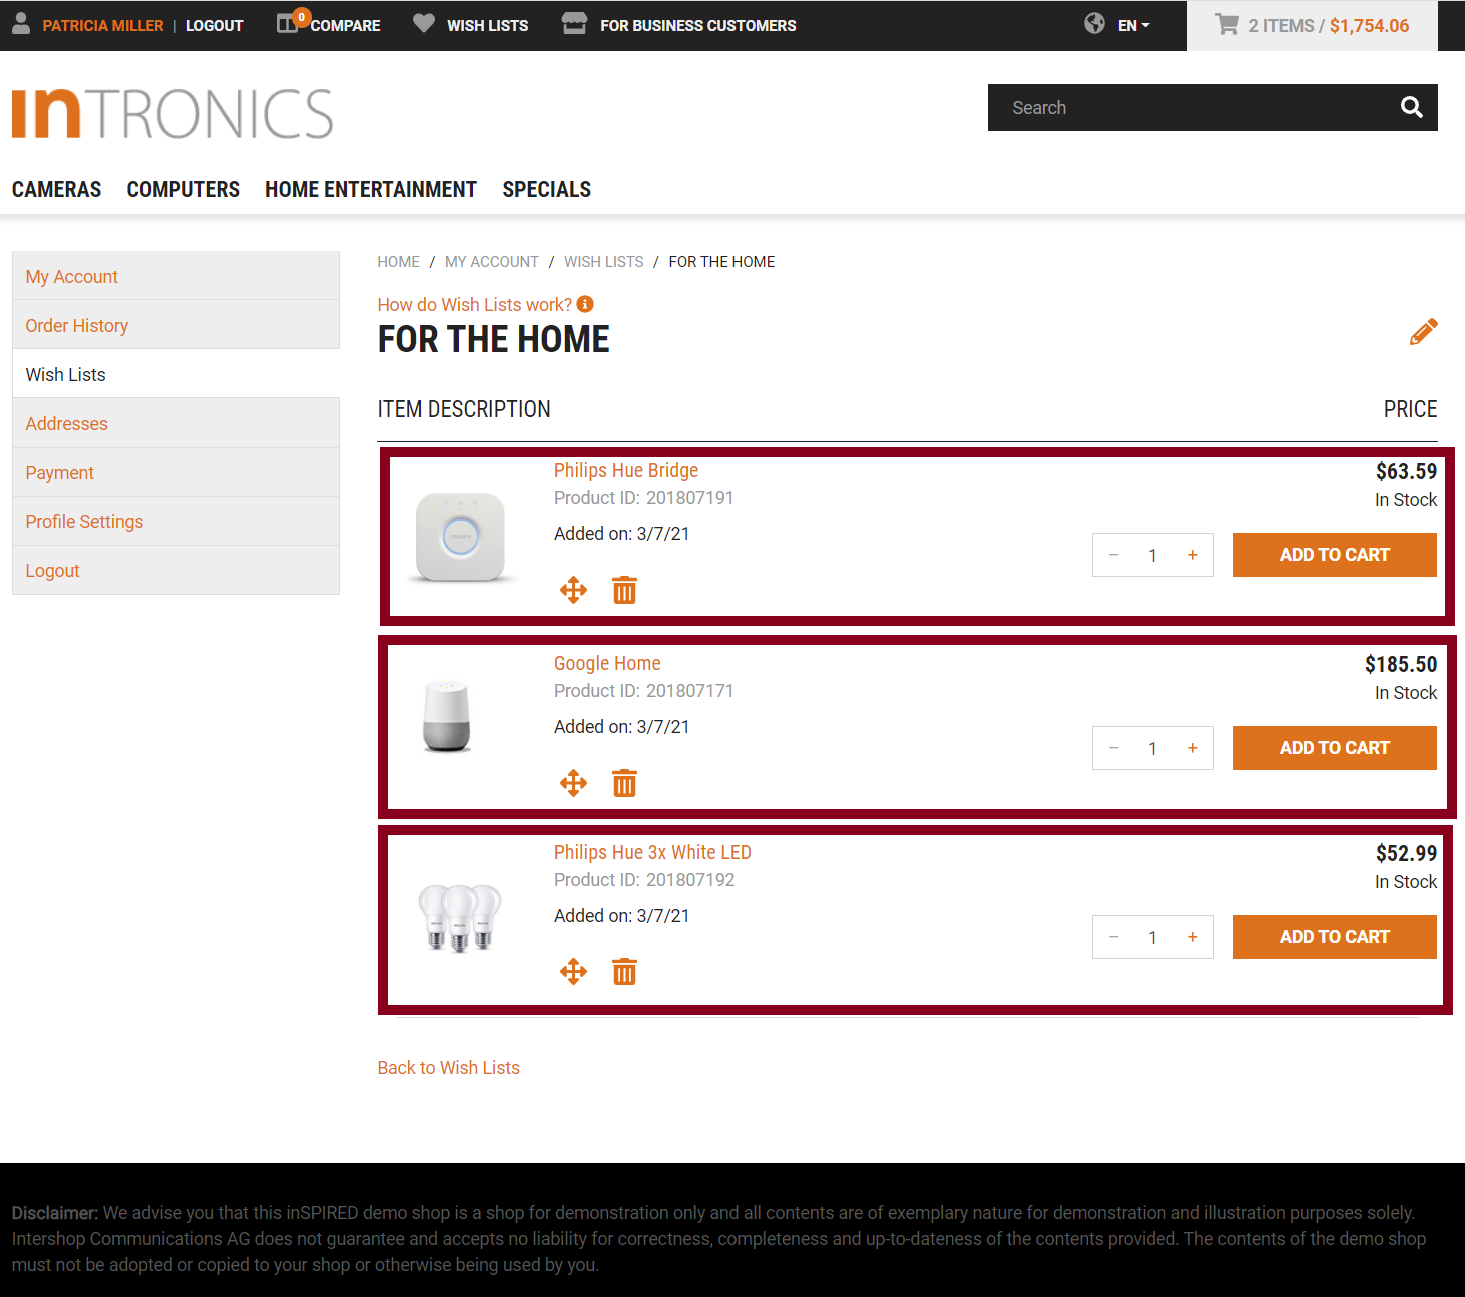 PATRICIA MILLER | LOGOUT 0 COMPARE WISH LISTS FOR BUSINESS CUSTOMERS EN 2 ITEMS / $1,754.06
inTRONICS
Search
CAMERAS COMPUTERS HOME ENTERTAINMENT SPECIALS
My Account
Order History
Wish Lists
Addresses
Payment
Profile Settings
Logout
HOME / MY ACCOUNT / WISH LISTS / FOR THE HOME
How do Wish Lists work?
FOR THE HOME
ITEM DESCRIPTION PRICE
Philips Hue Bridge $63.59
Product ID: 201807191 In Stock
Added on: 3/7/21
− 1 + ADD TO CART
Google Home $185.50
Product ID: 201807171 In Stock
Added on: 3/7/21
− 1 + ADD TO CART
Philips Hue 3x White LED $52.99
Product ID: 201807192 In Stock
Added on: 3/7/21
− 1 + ADD TO CART
Back to Wish Lists
Disclaimer: We advise you that this inSPIRED demo shop is a shop for demonstration only and all contents are of exemplary nature for demonstration and illustration purposes solely.
Intershop Communications AG does not guarantee and accepts no liability for correctness, completeness and up-to-dateness of the contents provided. The contents of the demo shop
must not be adopted or copied to your shop or otherwise being used by you.